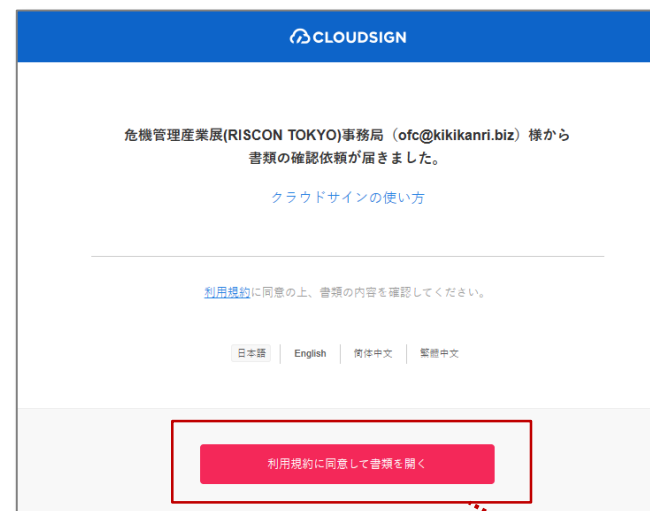 CLOUDSIGN
危機管理産業展(RISCON TOKYO)事務局（ofc@kikikanri.biz）様から
書類の確認依頼が届きました。
クラウドサインの使い方
利用規約に同意の上、書類の内容を確認してください。
日本語 English 简体中文 繁體中文
利用規約に同意して書類を開く